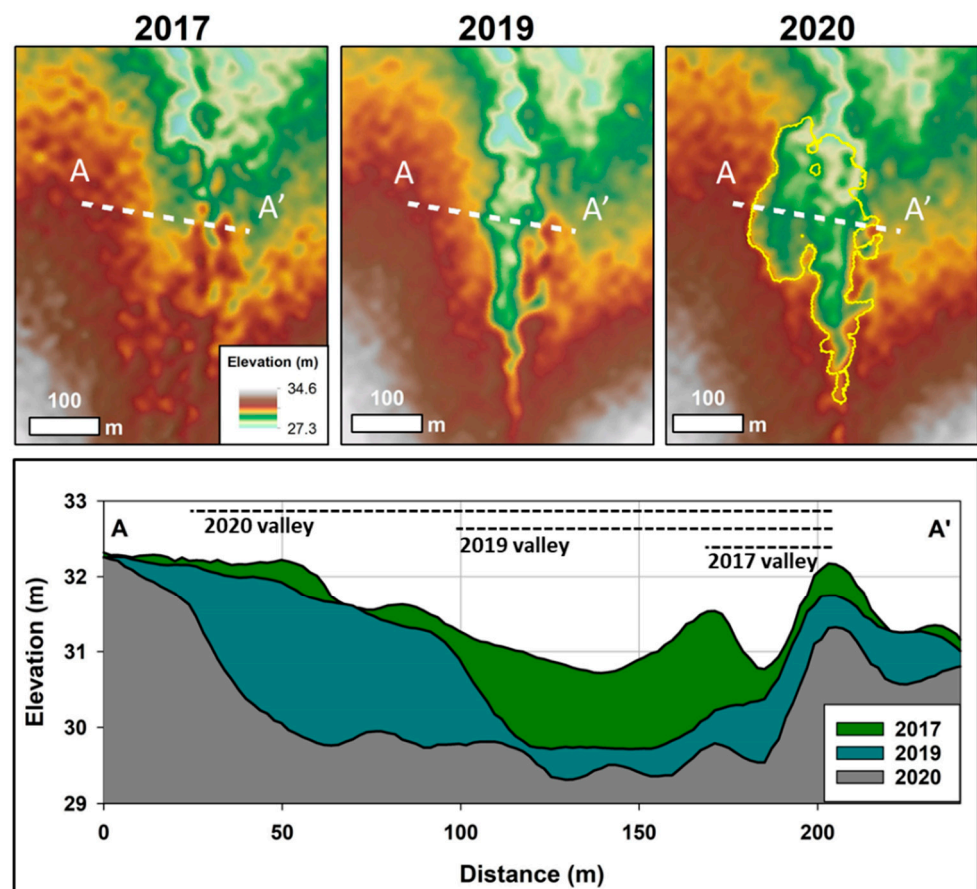 2017
2019
2020
A
A'
A
A'
A
A'
Elevation (m)
34.6
27.3
100
m
100
m
100
m
33
32
31
30
29
Elevation (m)
A
A'
2020 valley
2019 valley
2017 valley
2017
2019
2020
0
50
100
150
200
Distance (m)